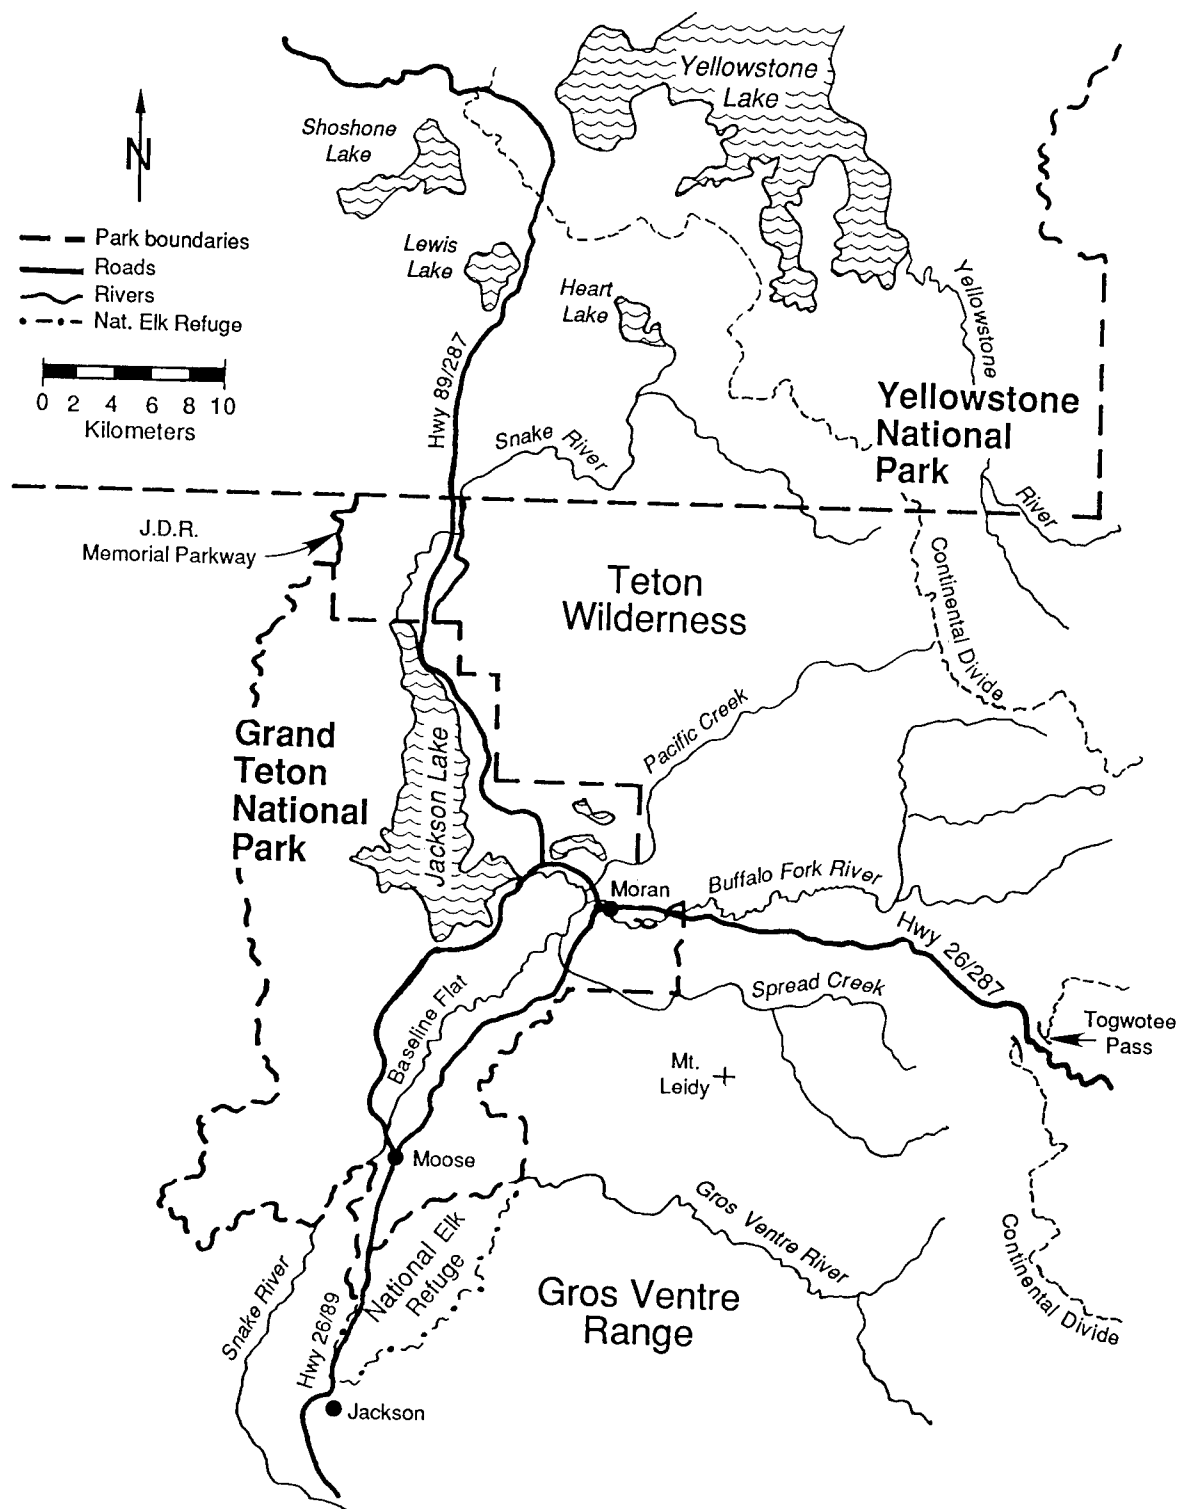 Yellowstone
Lake
Shoshone
Lake
N
Park boundaries
Roads
Rivers
Nat. Elk Refuge
Lewis
Lake
Heart
Lake
Yellowstone
0 2 4 6 8 10
Kilometers
Hwy 89/287
Yellowstone
National
Park
Snake River
River
J.D.R.
Memorial Parkway
Teton
Wilderness
Continental Divide
Pacific Creek
Grand
Teton
National
Park
Jackson Lake
Moran
Buffalo Fork River
Hwy 26/287
Baseline Flat
Spread Creek
Togwotee
Pass
Mt.
Leidy
Moose
Gros Ventre River
National Elk
Refuge
Continental Divide
Snake River
Hwy 26/89
Gros Ventre
Range
Jackson